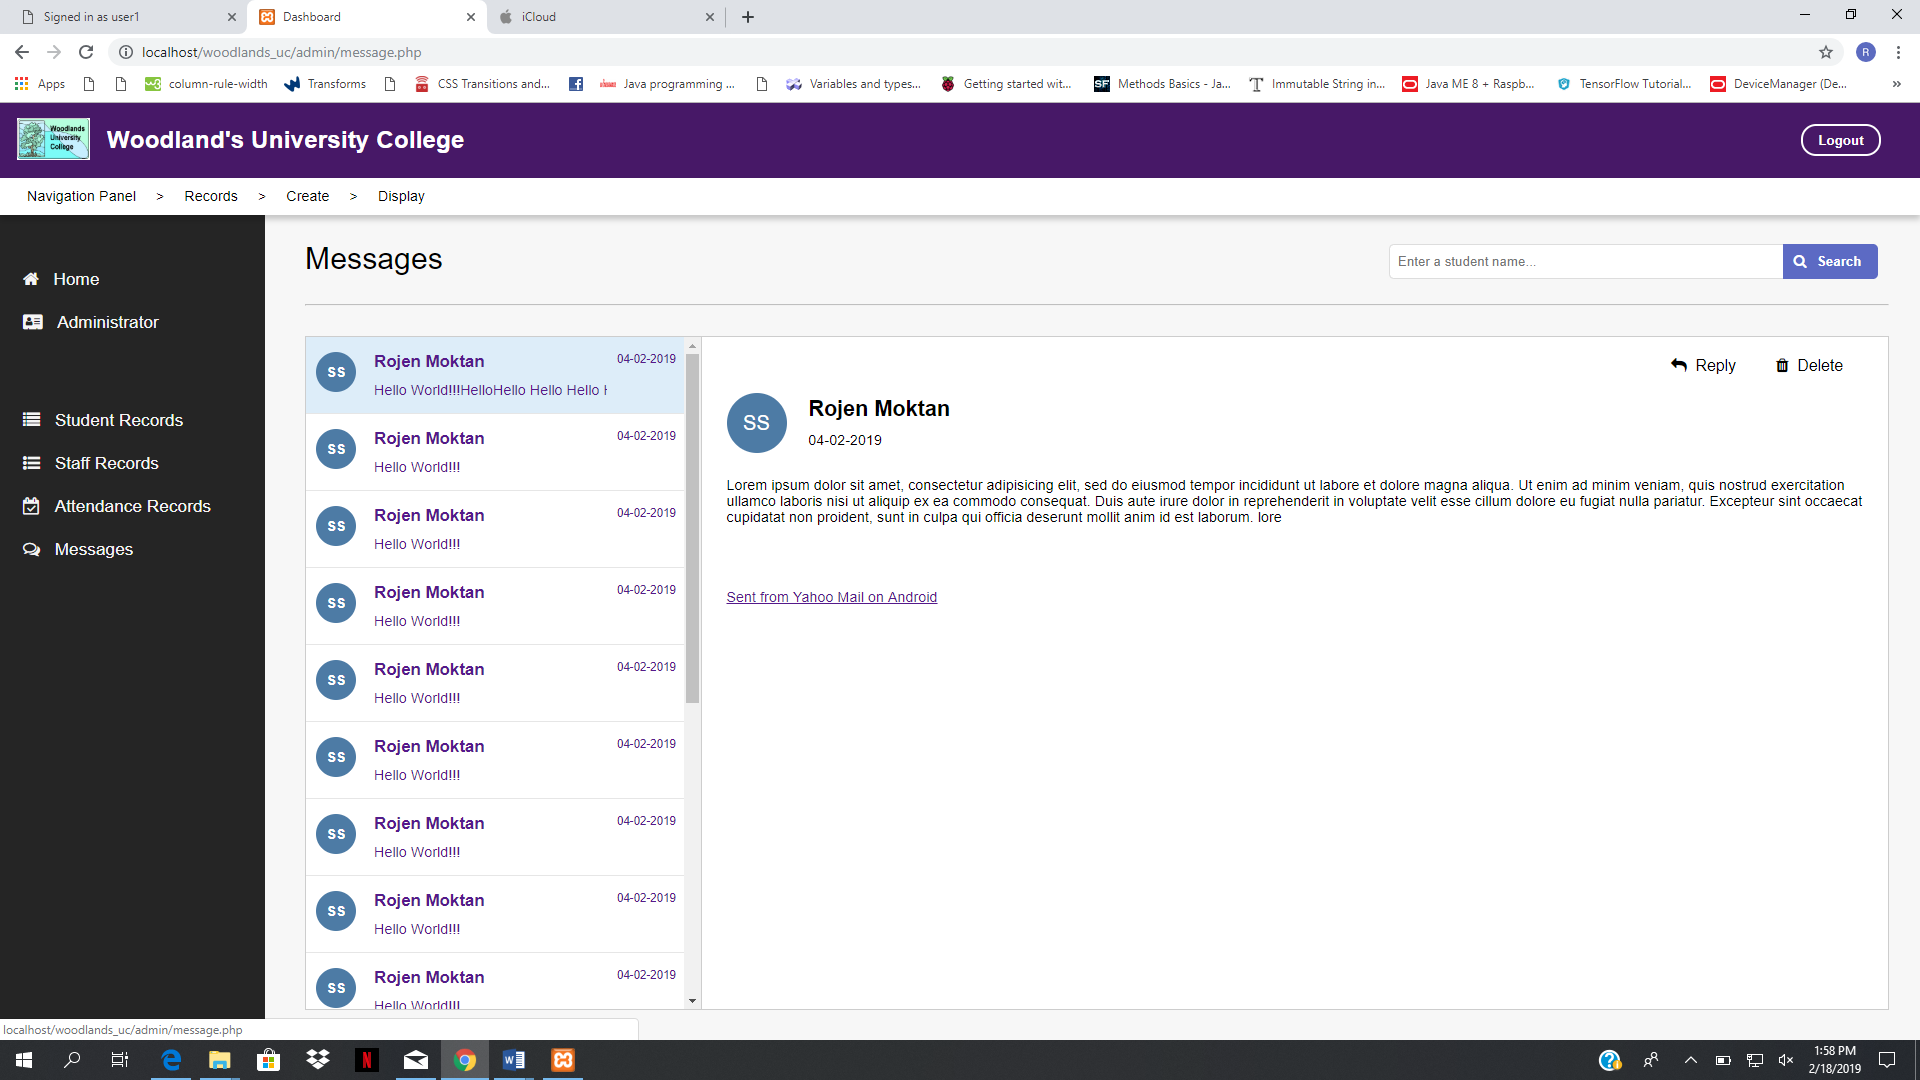 Signed in as user1
Dashboard
iCloud
localhost/woodlands_uc/admin/message.php
R
Apps
column-rule-width
Transforms
CSS Transitions and...
Java programming ...
Variables and types...
Getting started wit...
SF
Methods Basics - Ja...
Immutable String in...
Java ME 8 + Raspb...
TensorFlow Tutorial...
DeviceManager (De...
»
Woodlands
University
College
Woodland's University College
Logout
Navigation Panel > Records > Create > Display
Home
Administrator
Student Records
Staff Records
Attendance Records
Messages
Messages
Enter a student name...
Search
SS
Rojen Moktan
04-02-2019
Hello World!!!HelloHello Hello Hello H
SS
Rojen Moktan
04-02-2019
Hello World!!!
SS
Rojen Moktan
04-02-2019
Hello World!!!
SS
Rojen Moktan
04-02-2019
Hello World!!!
SS
Rojen Moktan
04-02-2019
Hello World!!!
SS
Rojen Moktan
04-02-2019
Hello World!!!
SS
Rojen Moktan
04-02-2019
Hello World!!!
SS
Rojen Moktan
04-02-2019
Hello World!!!
SS
Rojen Moktan
04-02-2019
Hello World!!!
Reply
Delete
SS
Rojen Moktan
04-02-2019
Lorem ipsum dolor sit amet, consectetur adipisicing elit, sed do eiusmod tempor incididunt ut labore et dolore magna aliqua. Ut enim ad minim veniam, quis nostrud exercitation
ullamco laboris nisi ut aliquip ex ea commodo consequat. Duis aute irure dolor in reprehenderit in voluptate velit esse cillum dolore eu fugiat nulla pariatur. Excepteur sint occaecat
cupidatat non proident, sunt in culpa qui officia deserunt mollit anim id est laborum. lore
Sent from Yahoo Mail on Android
localhost/woodlands_uc/admin/message.php
1:58 PM
2/18/2019